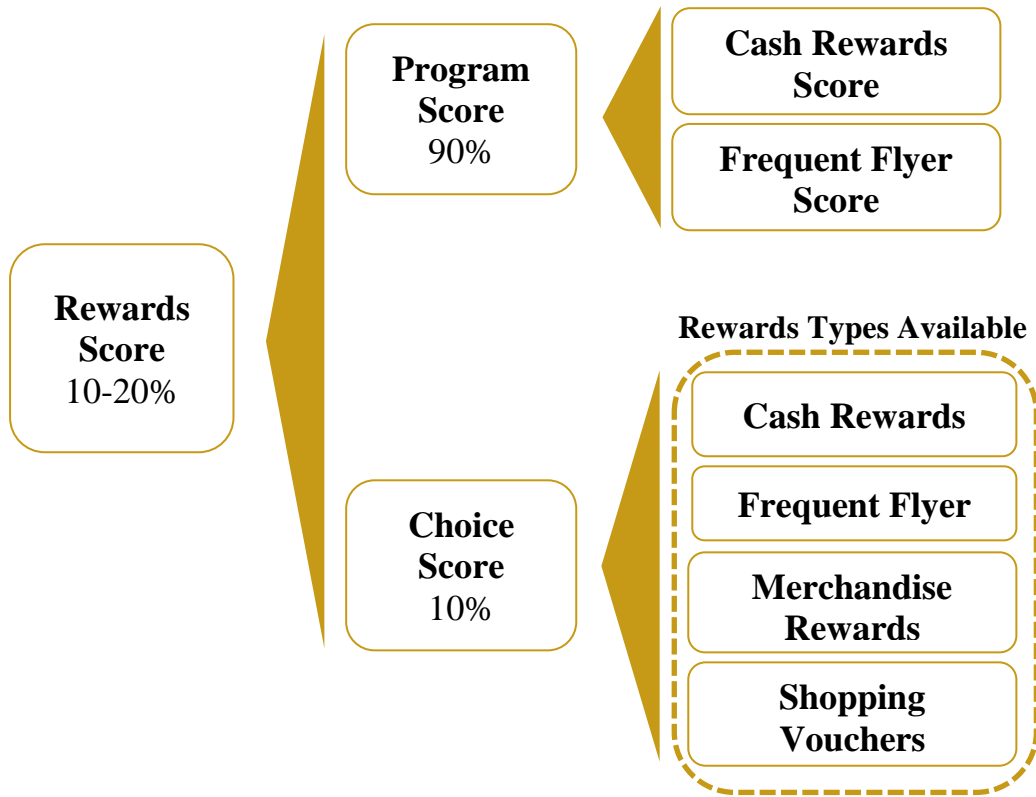 Rewards
Score
10-20%
Program
Score
90%
Cash Rewards
Score
Frequent Flyer
Score
Choice
Score
10%
Rewards Types Available
Cash Rewards
Frequent Flyer
Merchandise
Rewards
Shopping
Vouchers